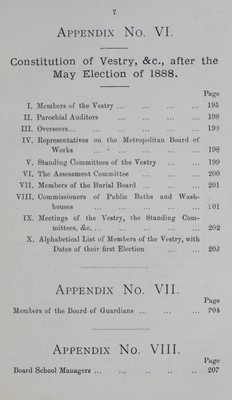 7
APPENDIX No. VI.
Constitution of Vestry, &c., after the
May Election of 1888.
Page
I. Members of the Vestry ... ... ... ... 195
II. Parochial Auditors ... ... ... ... 198
III. Overseers... ... ... ... ... ... 198
IV. Representatives on the Metropolitan Board of
Works ... ... ... ... ... 198
V. Standing Committees of the Vestry ... ... 199
VI. The Assessment Committee ... ... ... 200
VII. Members of the Burial Board ... ... ... 201
VIII. Commissioners of Public Baths and Wash-
houses ... ... ... ... ... 201
IX. Meetings of the Vestry, the Standing Com-
mittees, &c. ... ... ... ... ... 202
X. Alphabetical List of Members of the Vestry, with
Dates of their first Election ... ... 203
APPENDIX No. VII.
Page
Members of the Board of Guardians ... ... ... 204
APPENDIX No. VIII.
Page
Board School Managers ... ... ... ... ... 207